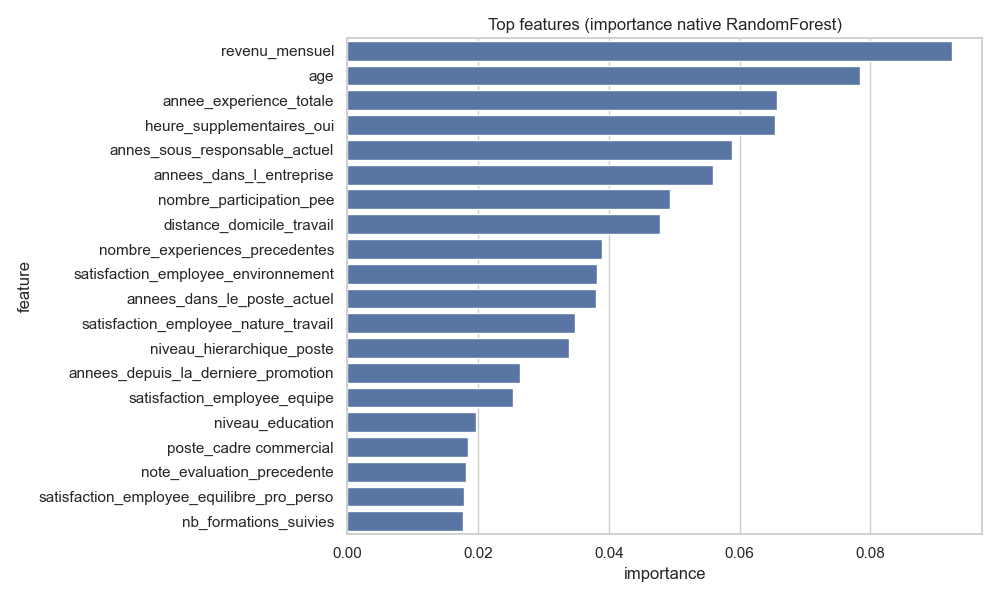 Top features (importance native RandomForest)
revenu_mensuel
age
annee_experience_totale
heure_supplementaires_oui
annes_sous_responsable_actuel
annees_dans_l_entreprise
nombre_participation_pee
distance_domicile_travail
nombre_experiences_precedentes
satisfaction_employee_environnement
annees_dans_le_poste_actuel
satisfaction_employee_nature_travail
niveau_hierarchique_poste
annees_depuis_la_derniere_promotion
satisfaction_employee_equipe
niveau_education
poste_cadre commercial
note_evaluation_precedente
satisfaction_employee_equilibre_pro_perso
nb_formations_suivies
feature
0.00 0.02 0.04 0.06 0.08
importance